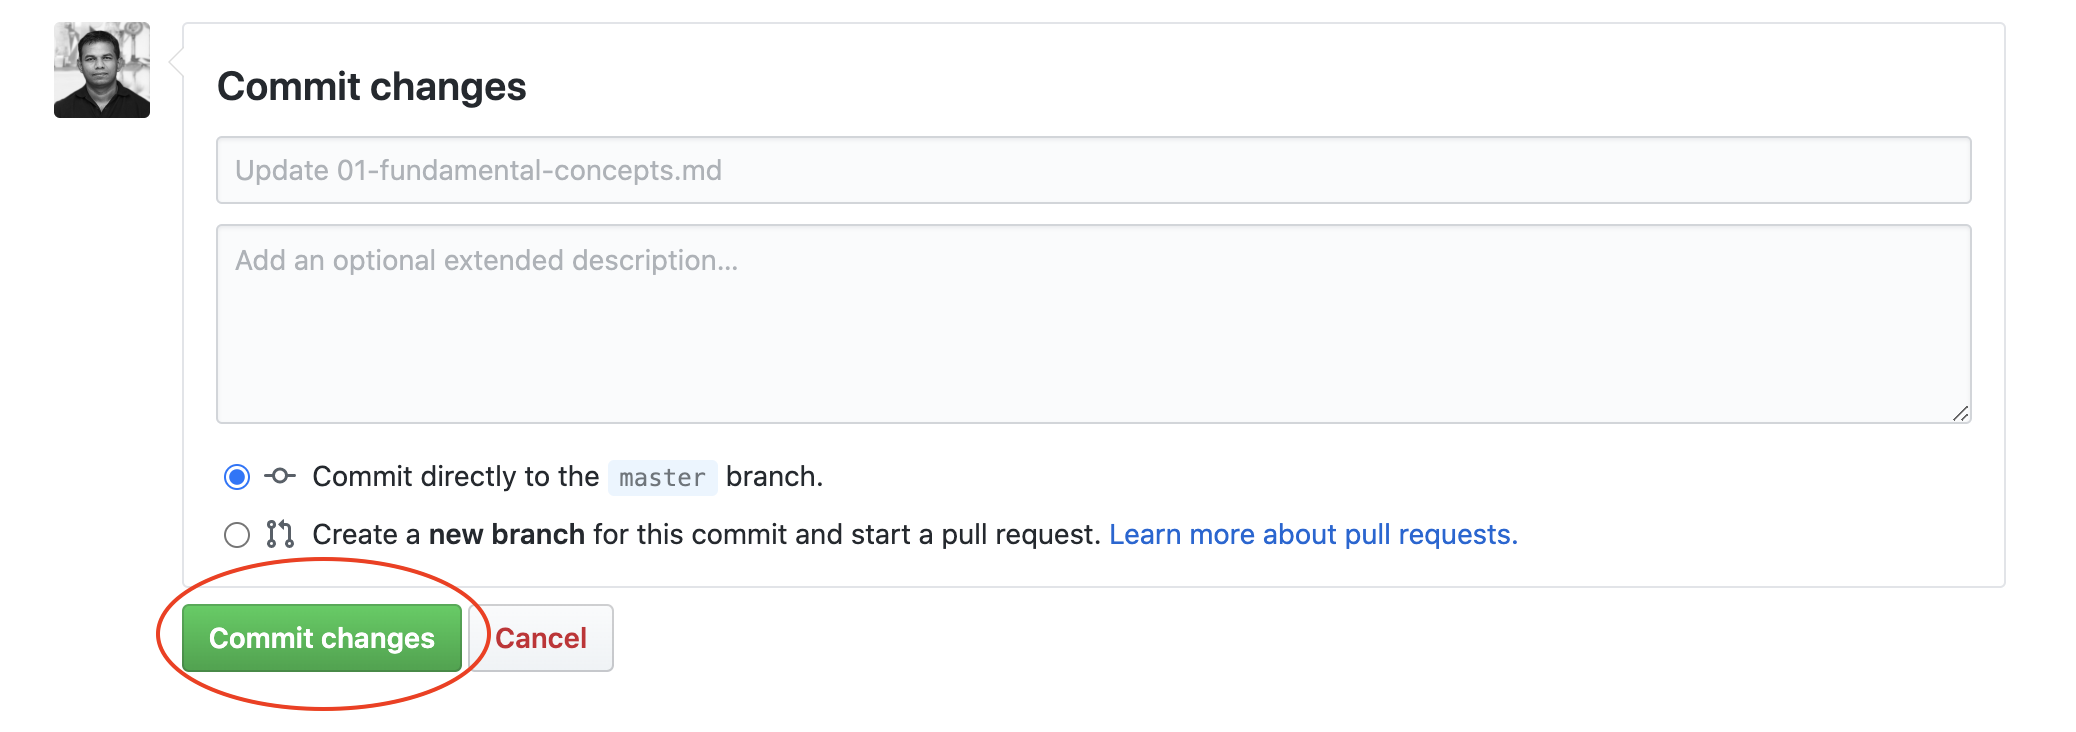 Commit changes
Update 01-fundamental-concepts.md
Add an optional extended description...
Commit directly to the master branch.
Create a new branch for this commit and start a pull request. Learn more about pull requests.
Commit changes Cancel